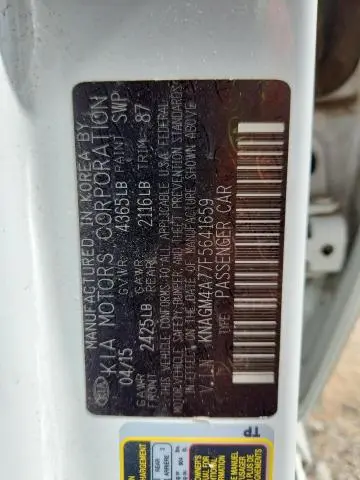 MANUFACTURED IN KOREA BY
KIA MOTORS CORPORATION
04/15 GVWR 4365LB PAINT SWP
GAWR FRONT 2425LB GAWR REAR 2116LB TRIM 87
THIS VEHICLE CONFORMS TO ALL APPLICABLE U.S.A FEDERAL
MOTOR-VEHICLE SAFETY, BUMPER, AND THEFT PREVENTION STANDARDS
IN EFFECT ON THE DATE OF MANUFACTURE SHOWN ABOVE.
V.I.N : KNAGM4A77F5641659
TYPE : PASSENGER CAR
TP
REAR